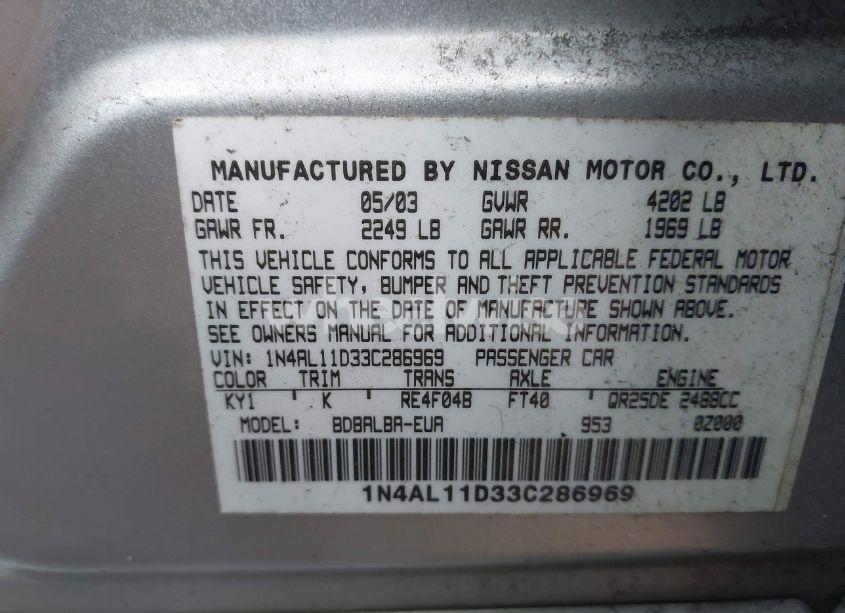 MANUFACTURED BY NISSAN MOTOR CO., LTD.
DATE 05/03 GVWR 4202 LB
GAWR FR. 2249 LB GAWR RR. 1969 LB
THIS VEHICLE CONFORMS TO ALL APPLICABLE FEDERAL MOTOR
VEHICLE SAFETY, BUMPER AND THEFT PREVENTION STANDARDS
IN EFFECT ON THE DATE OF MANUFACTURE SHOWN ABOVE.
SEE OWNERS MANUAL FOR ADDITIONAL INFORMATION.
VIN: 1N4AL11D33C286969 PASSENGER CAR
COLOR TRIM TRANS AXLE ENGINE
KY1 K RE4F04B FT40 QR25DE 2488CC
MODEL: BDBALBA-EUA 953 0Z000
1N4AL11D33C286969